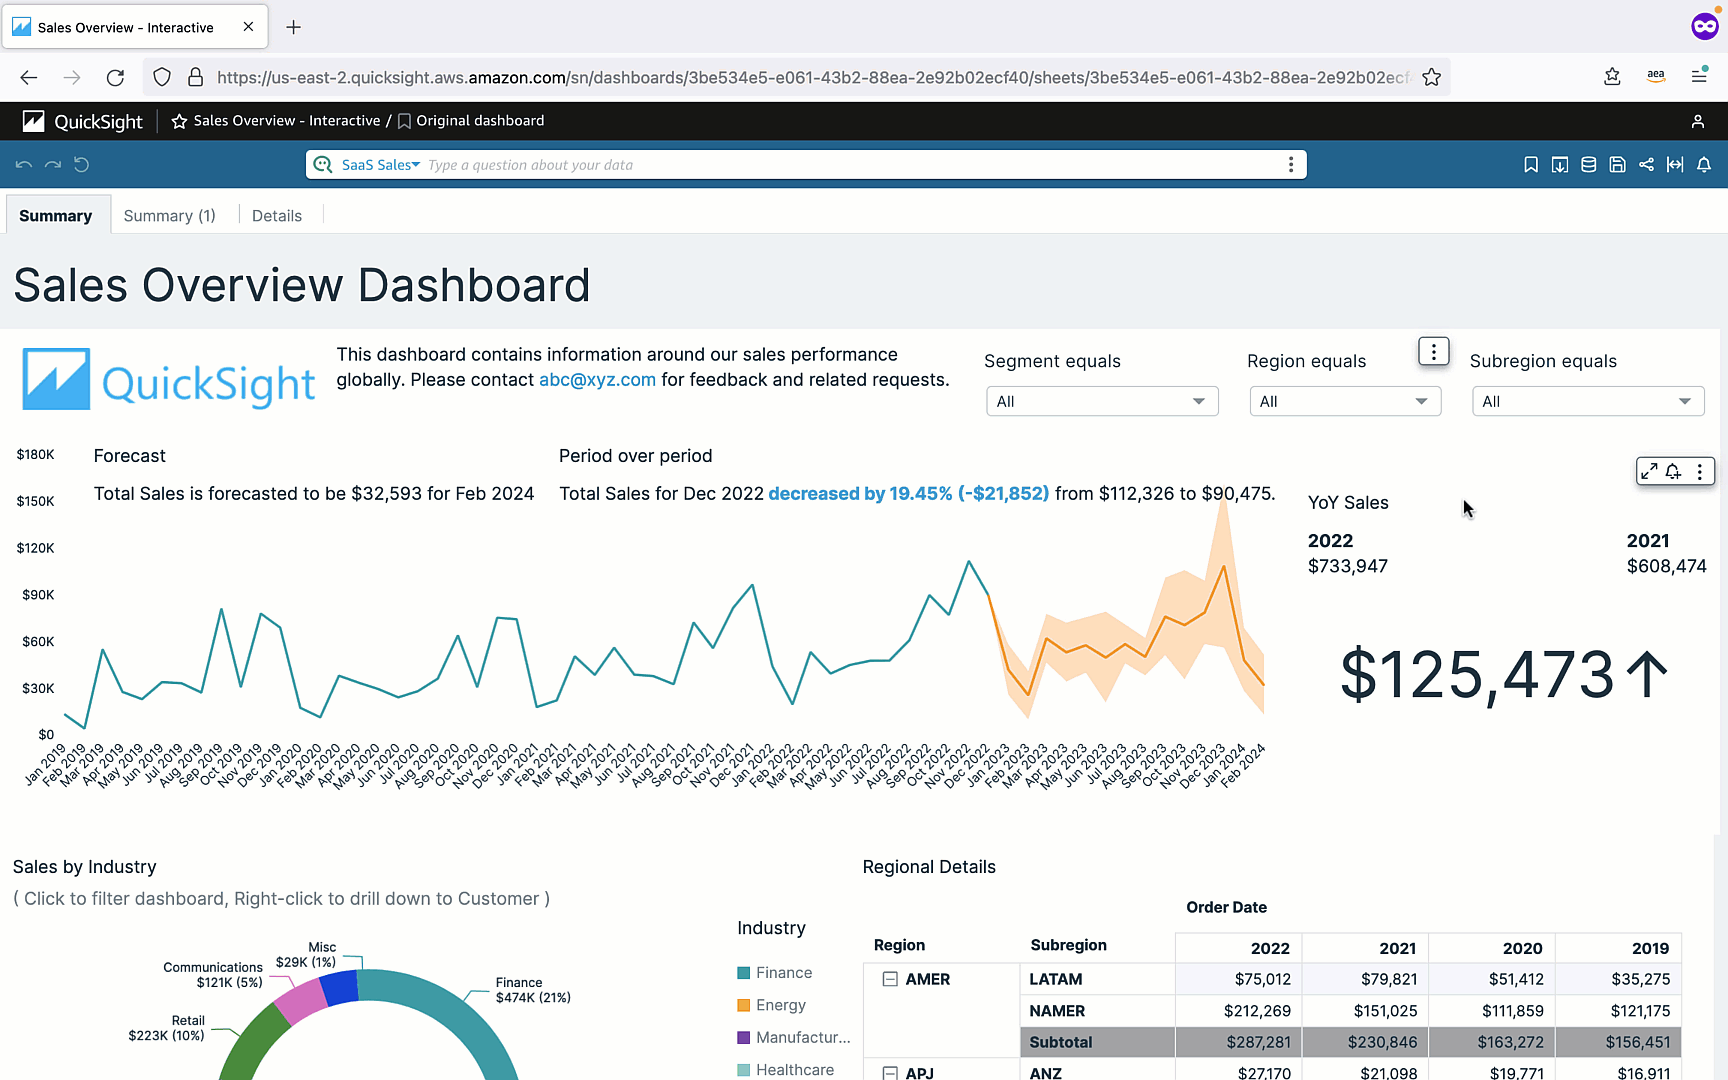 Sales Overview - Interactive
https://us-east-2.quicksight.aws.amazon.com/sn/dashboards/3be534e5-e061-43b2-88ea-2e92b02ecf40/sheets/3be534e5-e061-43b2-88ea-2e92b02ecf
aea
QuickSight
Sales Overview - Interactive / Original dashboard
SaaS Sales Type a question about your data
Summary
Summary (1)
Details
Sales Overview Dashboard
QuickSight
This dashboard contains information around our sales performance
globally. Please contact abc@xyz.com for feedback and related requests.
Segment equals
All
Region equals
All
Subregion equals
All
Forecast
Total Sales is forecasted to be $32,593 for Feb 2024
Period over period
Total Sales for Dec 2022 decreased by 19.45% (-$21,852) from $112,326 to $90,475.
$180K
$150K
$120K
$90K
$60K
$30K
$0
Jan 2019
Feb 2019
Mar 2019
Apr 2019
May 2019
Jun 2019
Jul 2019
Aug 2019
Sep 2019
Oct 2019
Nov 2019
Dec 2019
Jan 2020
Feb 2020
Mar 2020
Apr 2020
May 2020
Jun 2020
Jul 2020
Aug 2020
Sep 2020
Oct 2020
Nov 2020
Dec 2020
Jan 2021
Feb 2021
Mar 2021
Apr 2021
May 2021
Jun 2021
Jul 2021
Aug 2021
Sep 2021
Oct 2021
Nov 2021
Dec 2021
Jan 2022
Feb 2022
Mar 2022
Apr 2022
May 2022
Jun 2022
Jul 2022
Aug 2022
Sep 2022
Oct 2022
Nov 2022
Dec 2022
Jan 2023
Feb 2023
Mar 2023
Apr 2023
May 2023
Jun 2023
Jul 2023
Aug 2023
Sep 2023
Oct 2023
Nov 2023
Dec 2023
Jan 2024
Feb 2024
YoY Sales
2022 2021
$733,947 $608,474
$125,473↑
Sales by Industry
( Click to filter dashboard, Right-click to drill down to Customer )
Misc
$29K (1%)
Communications
$121K (5%)
Retail
$223K (10%)
Finance
$474K (21%)
Industry
Finance
Energy
Manufactur...
Healthcare
Regional Details
Order Date
Region Subregion 2022 2021 2020 2019
AMER LATAM $75,012 $79,821 $51,412 $35,275
NAMER $212,269 $151,025 $111,859 $121,175
Subtotal $287,281 $230,846 $163,272 $156,451
APJ ANZ $27,170 $21,098 $19,771 $16,911